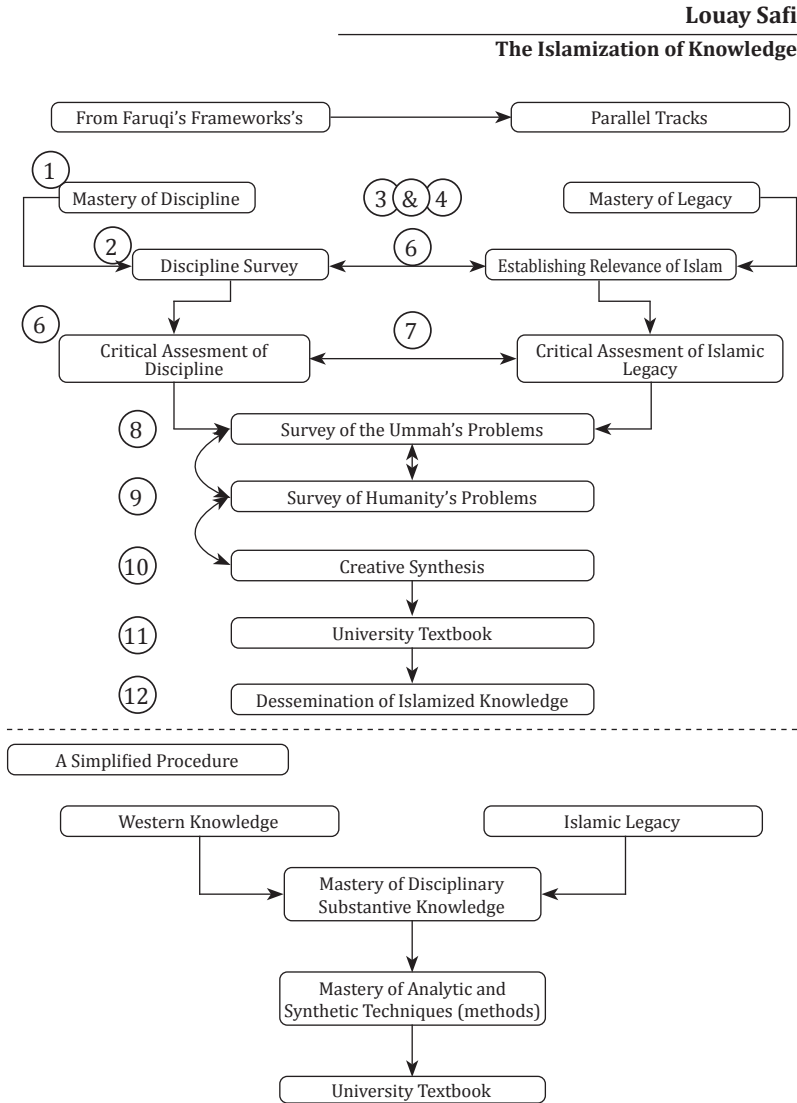 Louay Safi
The Islamization of Knowledge
From Faruqi's Frameworks's
Parallel Tracks
1
Mastery of Discipline
3 & 4
Mastery of Legacy
2
Discipline Survey
6
Establishing Relevance of Islam
6
Critical Assesment of
Discipline
7
Critical Assesment of Islamic
Legacy
8
Survey of the Ummah's Problems
9
Survey of Humanity's Problems
10
Creative Synthesis
11
University Textbook
12
Dessemination of Islamized Knowledge
A Simplified Procedure
Western Knowledge
Islamic Legacy
Mastery of Disciplinary
Substantive Knowledge
Mastery of Analytic and
Synthetic Techniques (methods)
University Textbook